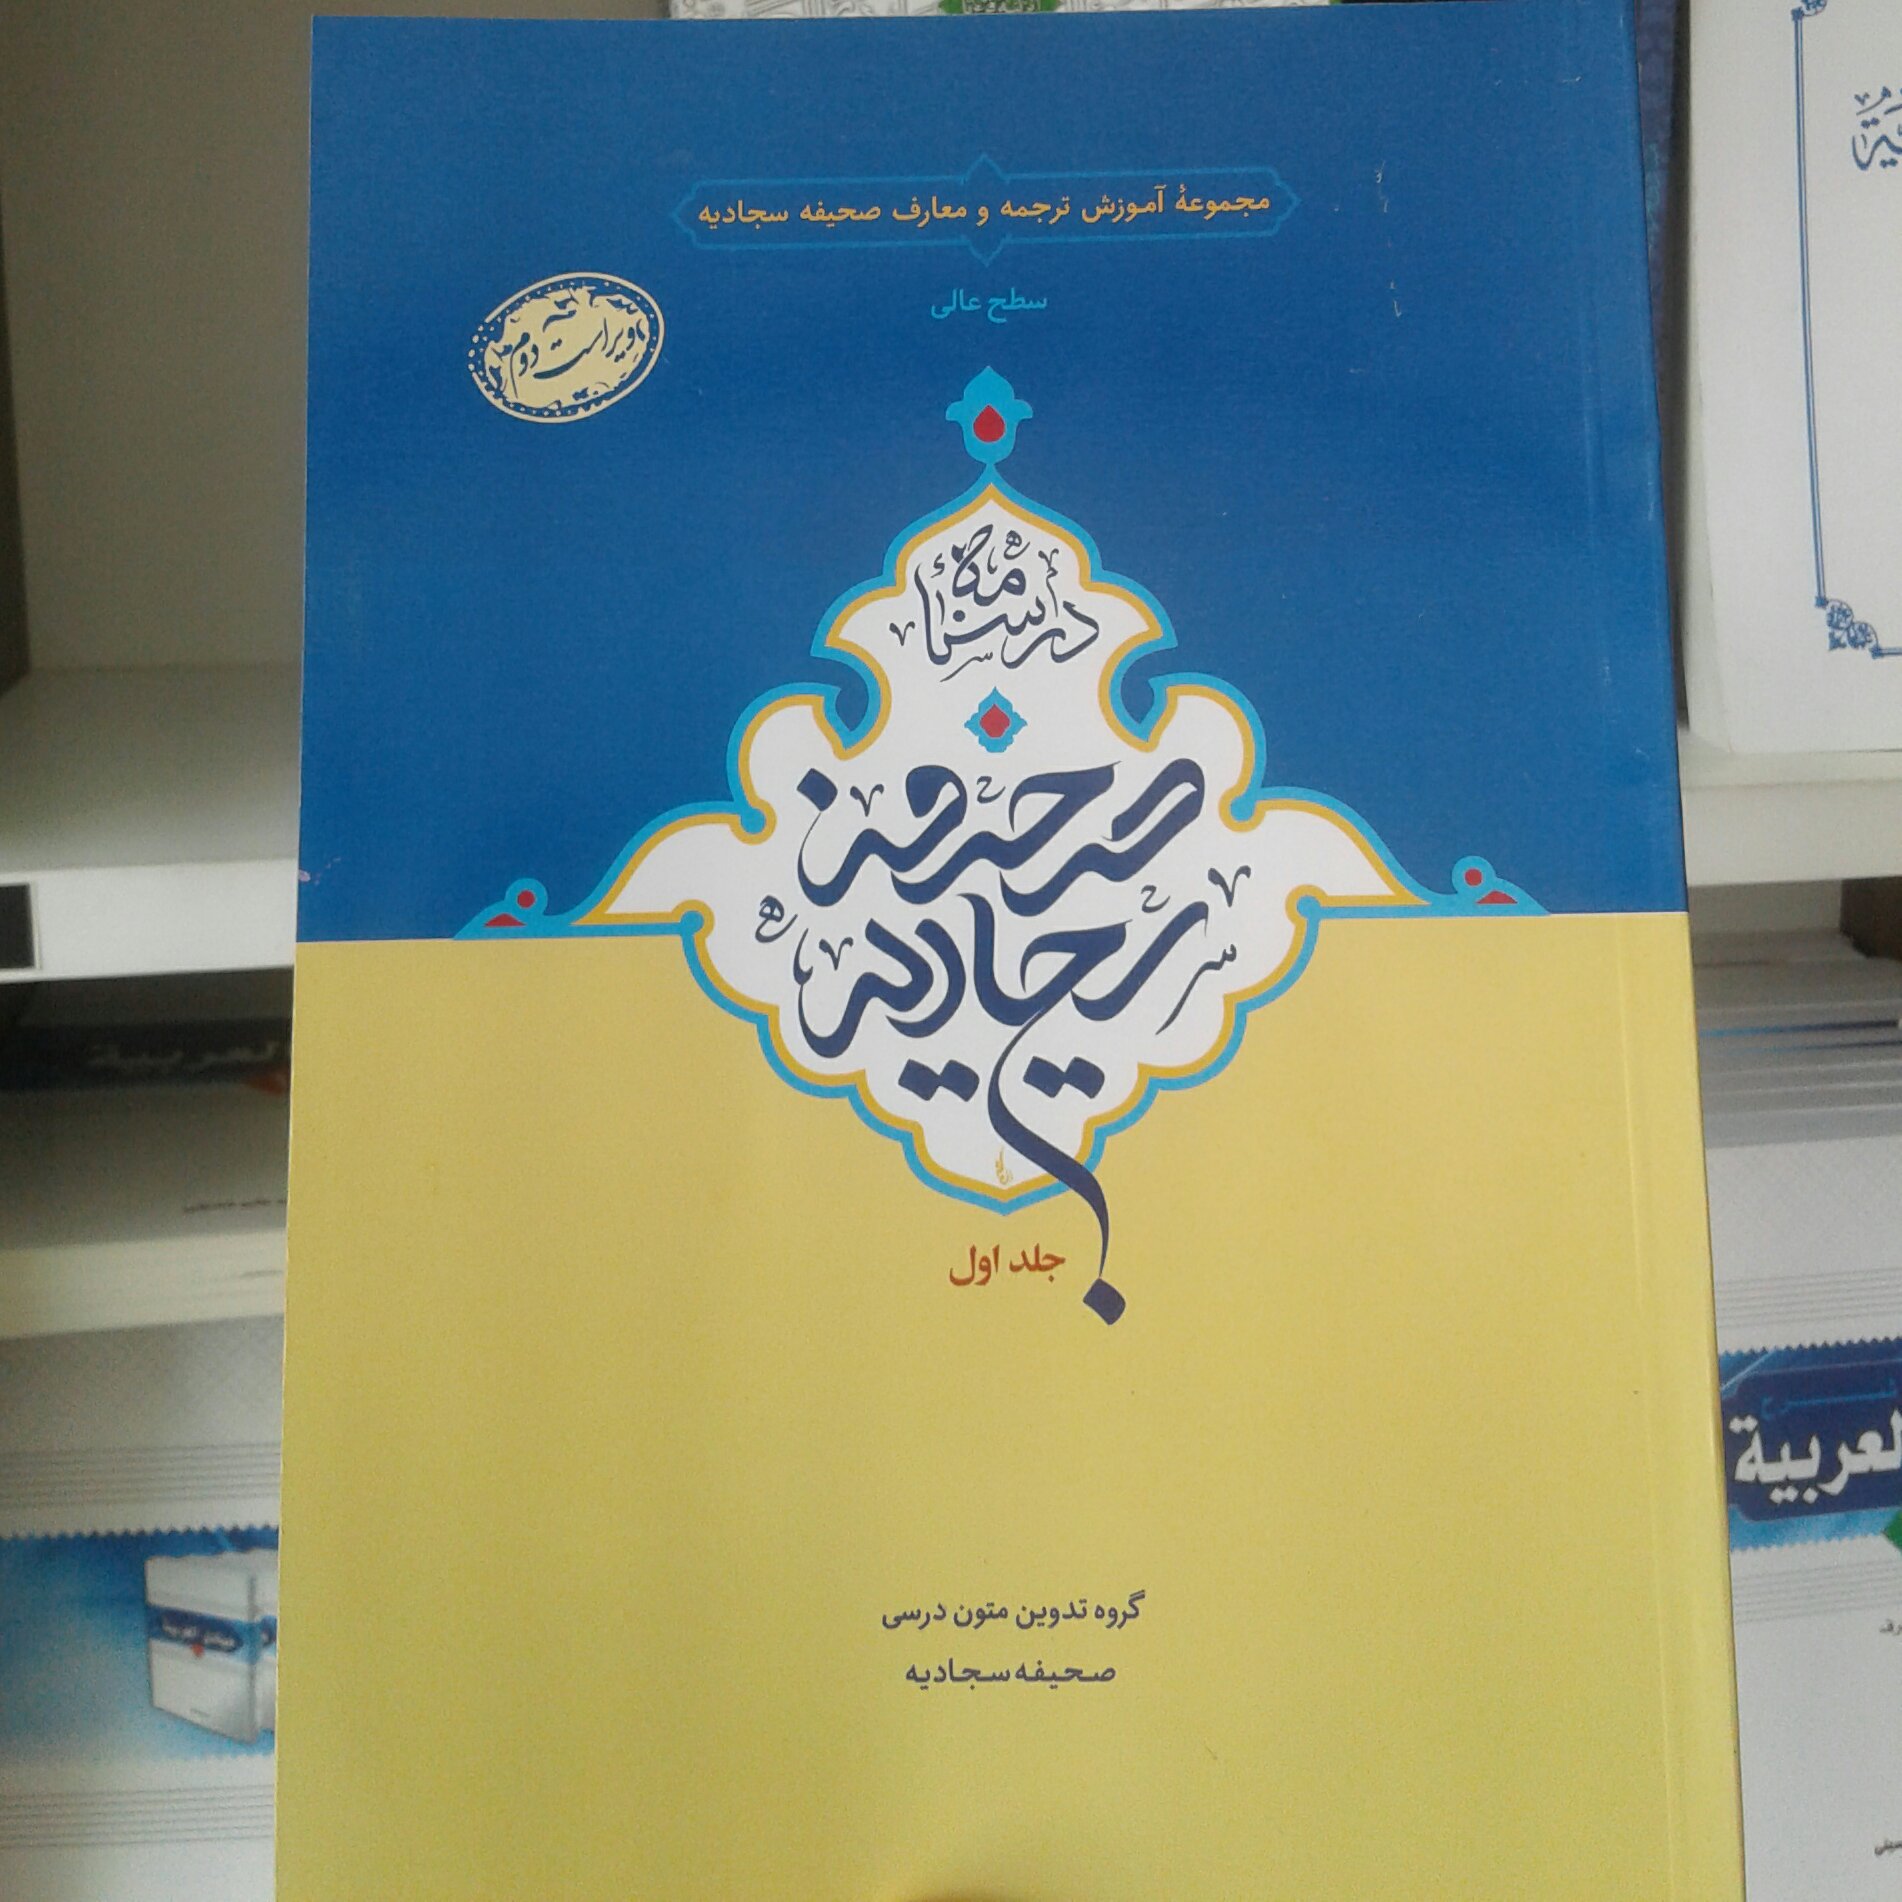 مجموعهٔ آموزش ترجمه و معارف صحیفه سجادیه
سطح عالی
ویراست دوم
درسنامه
صحیفه
سجادیه
جلد اول
گروه تدوین متون درسی
صحیفه سجادیه
العربية